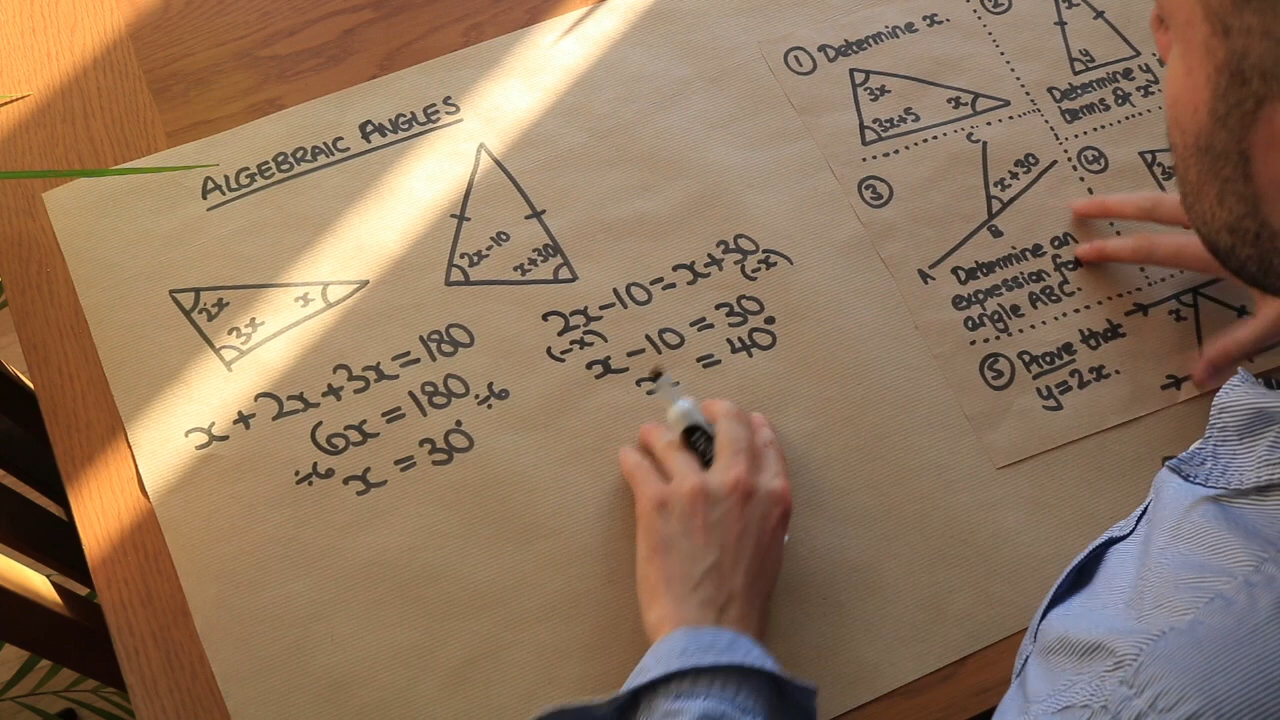 ALGEBRAIC ANGLES
2x
x
3x
x+2x+3x=180
6x=180
÷6
÷6
x=30°
2x-10
x+30
2x-10=x+30
(-x)
(-x)
x-10=30
x=40°
① Determine x.
3x
3x+5
x
②
x
y
Determine y
terms of x.
③
C
x+30
B
A
Determine an
expression for
angle ABC.
④
3
⑤ Prove that
y=2x.
x